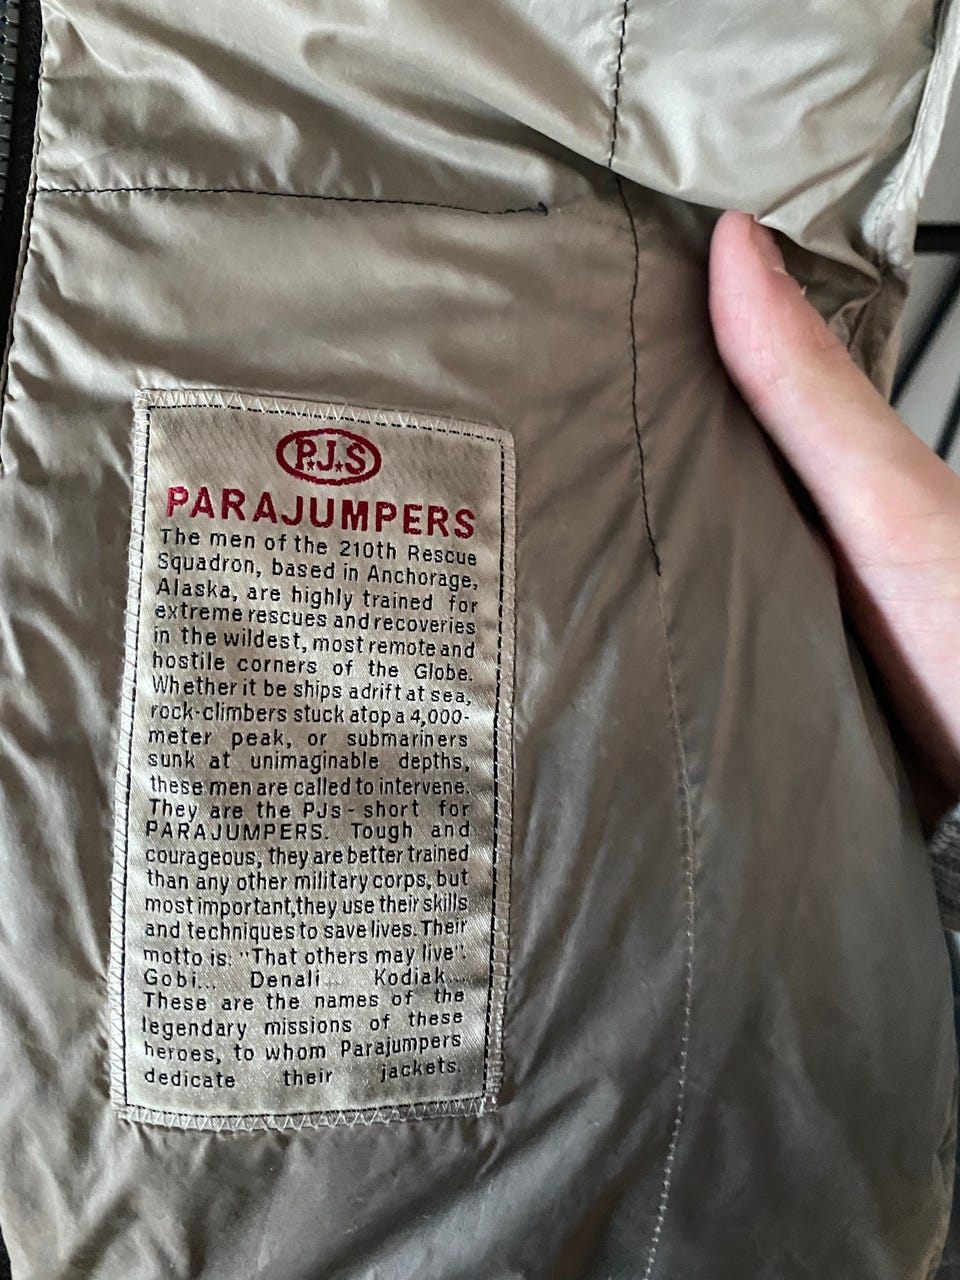 P.J.S
PARAJUMPERS
The men of the 210th Rescue
Squadron, based in Anchorage,
Alaska, are highly trained for
extreme rescues and recoveries
in the wildest, most remote and
hostile corners of the Globe.
Whether it be ships adrift at sea,
rock-climbers stuck atop a 4,000-
meter peak, or submariners
sunk at unimaginable depths,
these men are called to intervene.
They are the PJs - short for
PARAJUMPERS. Tough and
courageous, they are better trained
than any other military corps, but
most important,they use their skills
and techniques to save lives. Their
motto is: "That others may live".
Gobi... Denali... Kodiak....
These are the names of the
legendary missions of these
heroes, to whom Parajumpers
dedicate their jackets.